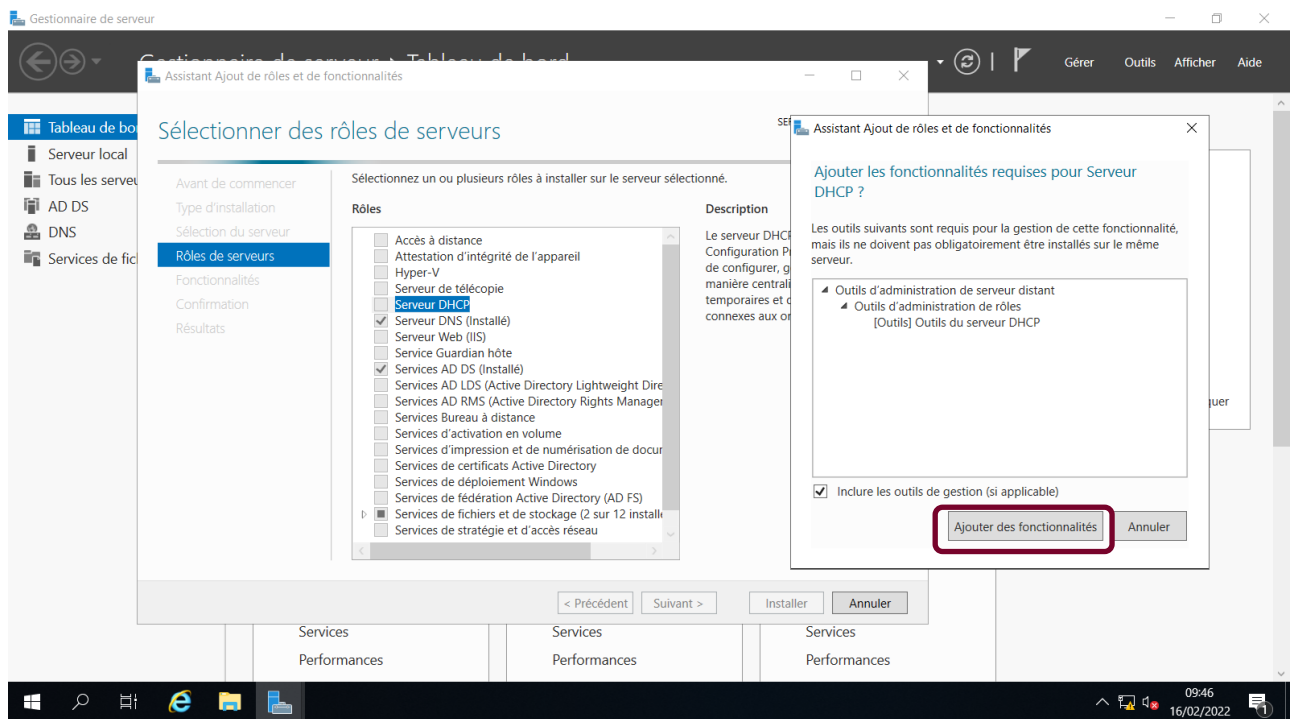 Gestionnaire de serveur
Gestionnaire de serveur • Tableau de bord
Gérer Outils Afficher Aide
Tableau de bo
Serveur local
Tous les serveu
AD DS
DNS
Services de fic
Assistant Ajout de rôles et de fonctionnalités
Sélectionner des rôles de serveurs
SER
Avant de commencer
Type d'installation
Sélection du serveur
Rôles de serveurs
Fonctionnalités
Confirmation
Résultats
Sélectionnez un ou plusieurs rôles à installer sur le serveur sélectionné.
Rôles
Accès à distance
Attestation d'intégrité de l'appareil
Hyper-V
Serveur de télécopie
Serveur DHCP
Serveur DNS (Installé)
Serveur Web (IIS)
Service Guardian hôte
Services AD DS (Installé)
Services AD LDS (Active Directory Lightweight Dire
Services AD RMS (Active Directory Rights Manager
Services Bureau à distance
Services d'activation en volume
Services d'impression et de numérisation de docur
Services de certificats Active Directory
Services de déploiement Windows
Services de fédération Active Directory (AD FS)
Services de fichiers et de stockage (2 sur 12 install
Services de stratégie et d'accès réseau
Description
Le serveur DHCP
Configuration P
de configurer, g
manière centrali
temporaires et
connexes aux or
< Précédent Suivant > Installer Annuler
Assistant Ajout de rôles et de fonctionnalités
Ajouter les fonctionnalités requises pour Serveur
DHCP ?
Les outils suivants sont requis pour la gestion de cette fonctionnalité,
mais ils ne doivent pas obligatoirement être installés sur le même
serveur.
Outils d'administration de serveur distant
Outils d'administration de rôles
[Outils] Outils du serveur DHCP
Inclure les outils de gestion (si applicable)
Ajouter des fonctionnalités Annuler
quer
Services Services Services
Performances Performances Performances
09:46
16/02/2022
1